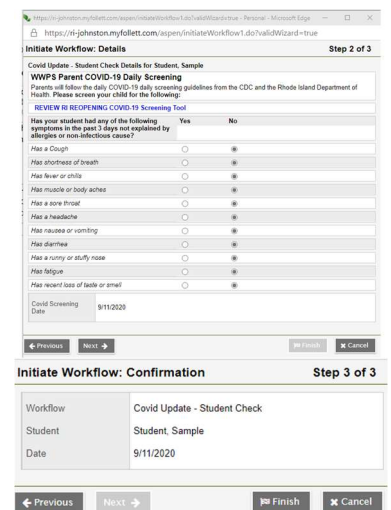 https://ri-johnston.myfollett.com/aspen/initiateWorkflow1.do?validWizard=true - Personal - Microsoft Edge
https://ri-johnston.myfollett.com/aspen/initiateWorkflow1.do?validWizard=true
Initiate Workflow: Details Step 2 of 3
Covid Update - Student Check Details for Student, Sample
WWPS Parent COVID-19 Daily Screening
Parents will follow the daily COVID-19 daily screening guidelines from the CDC and the Rhode Island Department of
Health. Please screen your child for the following:
REVIEW RI REOPENING COVID-19 Screening Tool
Has your student had any of the following Yes No
symptoms in the past 3 days not explained by
allergies or non-infectious cause?
Has a Cough
Has shortness of breath
Has fever or chills
Has muscle or body aches
Has a sore throat
Has a headache
Has nausea or vomiting
Has diarrhea
Has a runny or stuffy nose
Has fatigue
Has recent loss of taste or smell
Covid Screening
Date
9/11/2020
Previous Next Finish Cancel
Initiate Workflow: Confirmation Step 3 of 3
Workflow Covid Update - Student Check
Student Student, Sample
Date 9/11/2020
Previous Next Finish Cancel